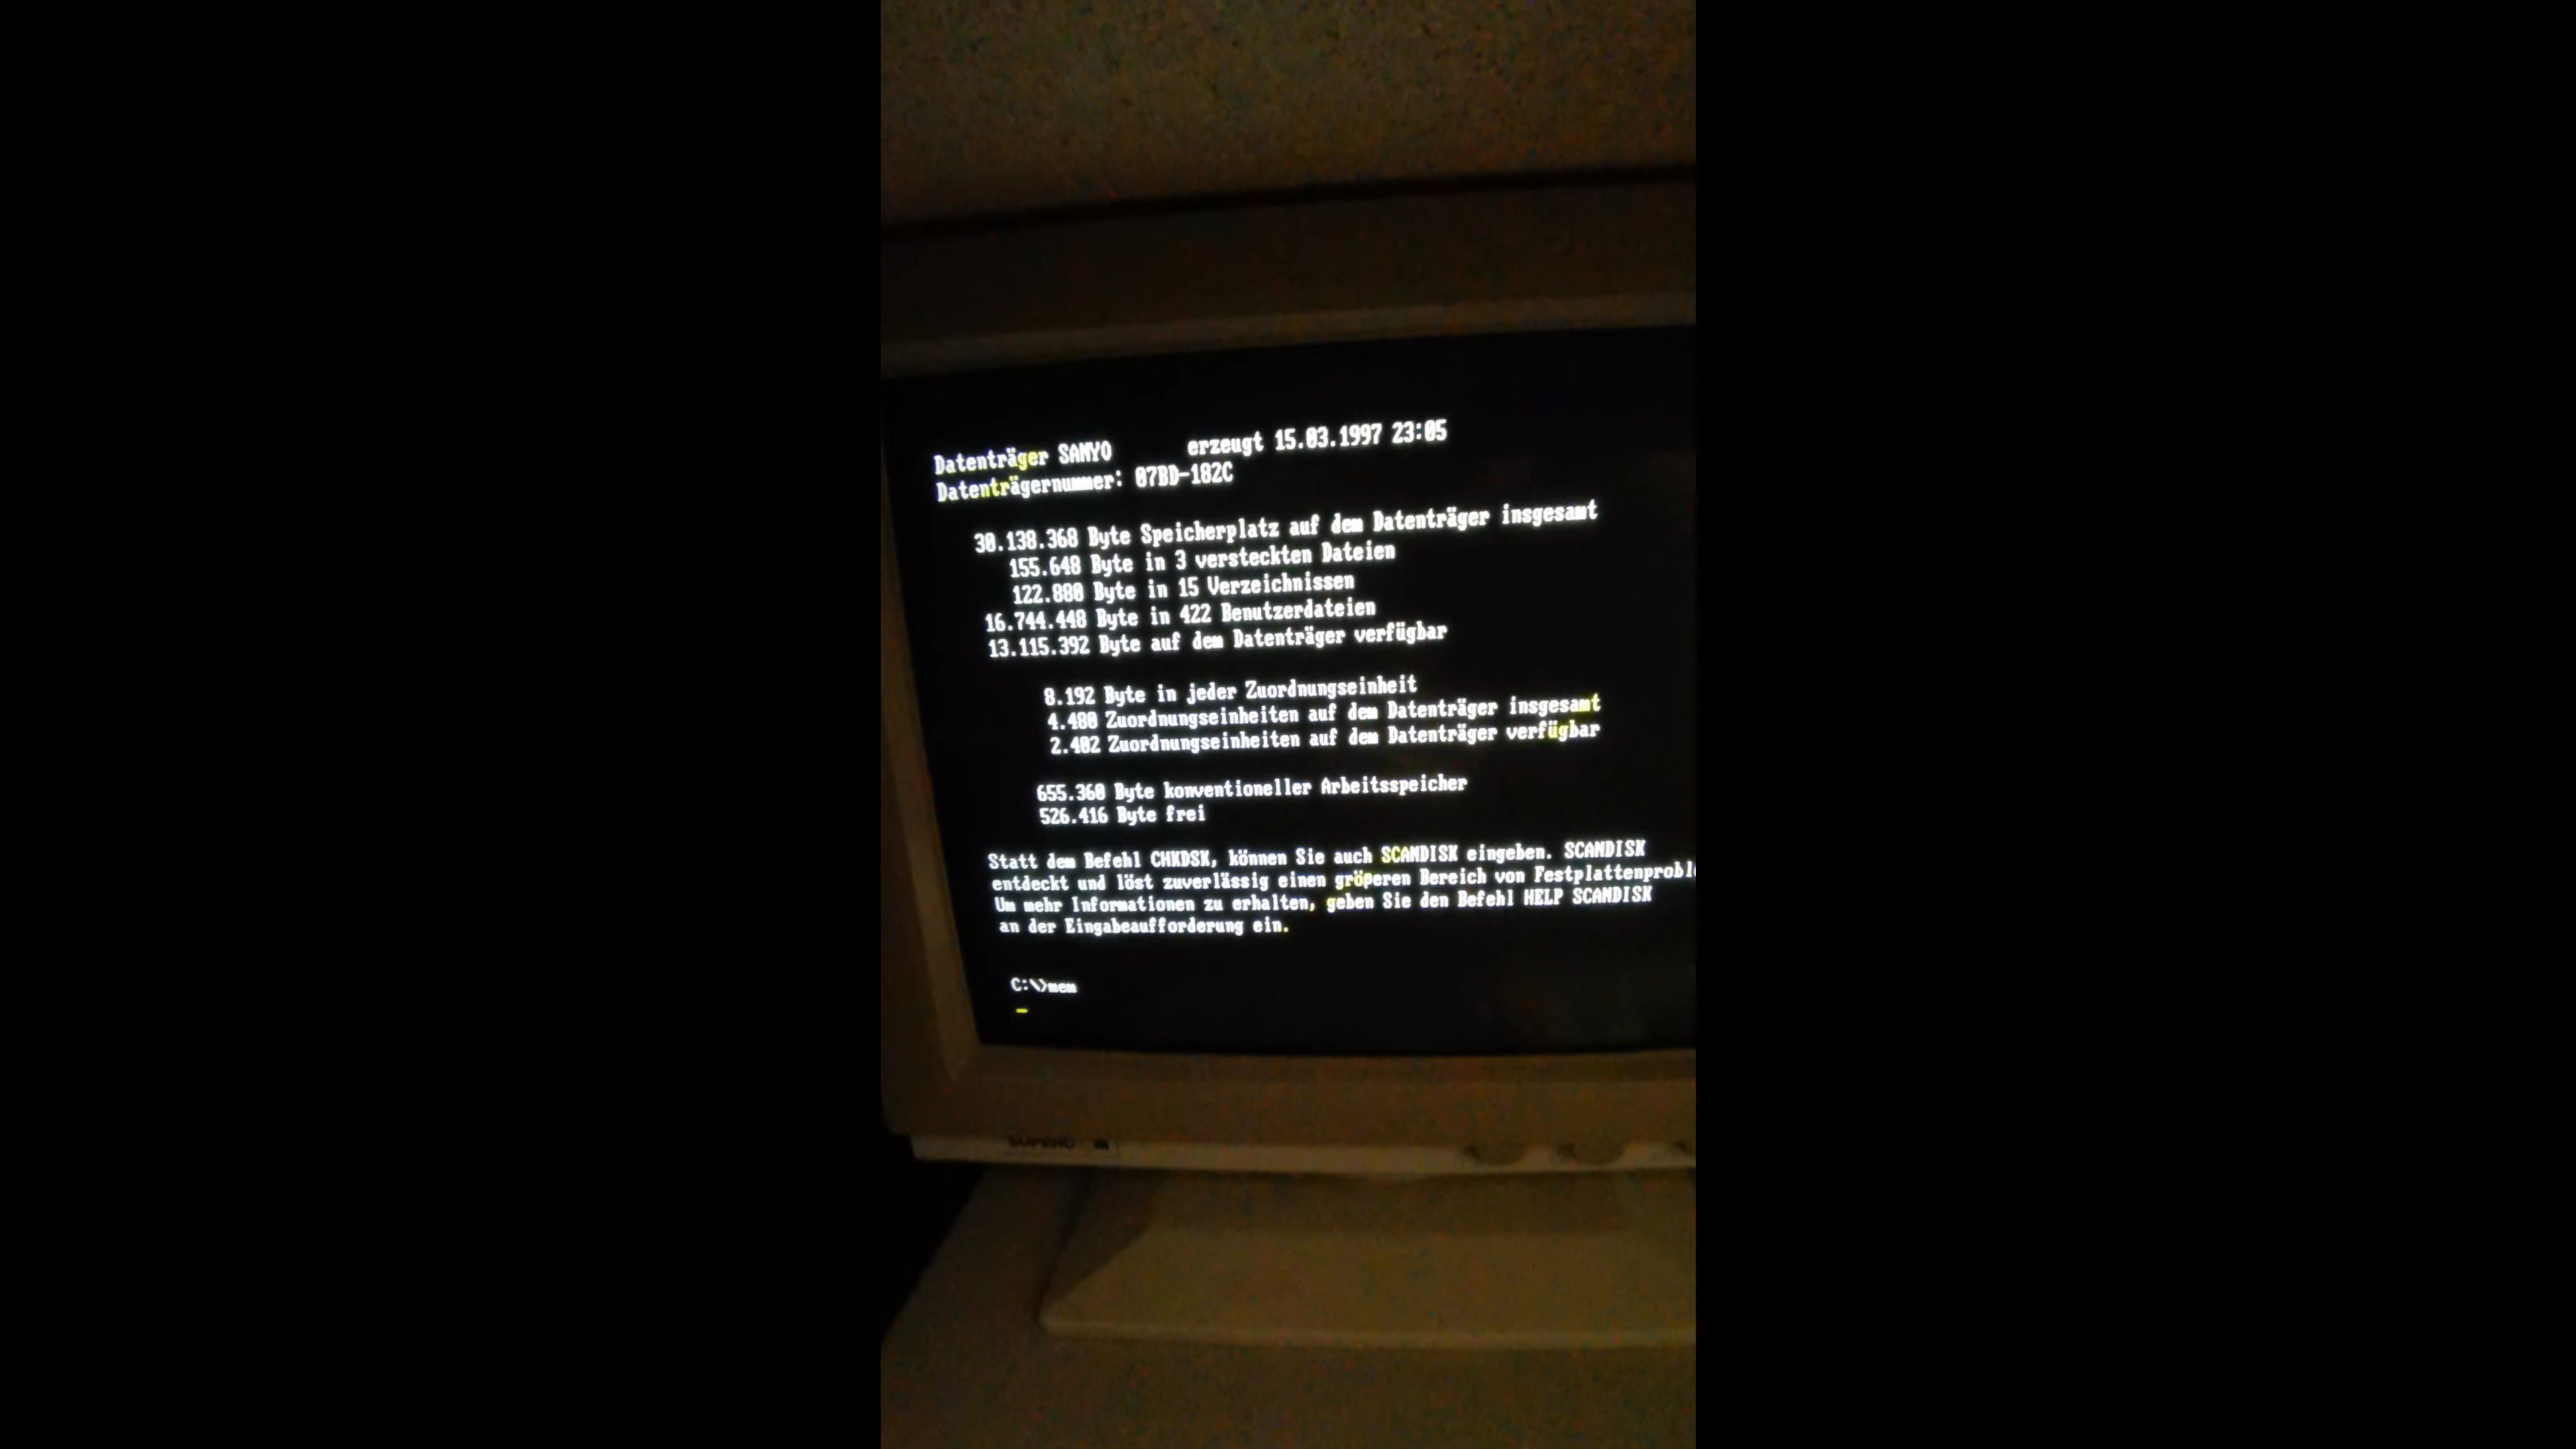 Datenträger SANYO erzeugt 15.03.1997 23:05
Datenträgernummer: 07BD-182C
30.138.368 Byte Speicherplatz auf dem Datenträger insgesamt
155.648 Byte in 3 versteckten Dateien
122.880 Byte in 15 Verzeichnissen
16.744.448 Byte in 422 Benutzerdateien
13.115.392 Byte auf dem Datenträger verfügbar
8.192 Byte in jeder Zuordnungseinheit
4.480 Zuordnungseinheiten auf dem Datenträger insgesamt
2.402 Zuordnungseinheiten auf dem Datenträger verfügbar
655.360 Byte konventioneller Arbeitsspeicher
526.416 Byte frei
Statt dem Befehl CHKDSK, können Sie auch SCANDISK eingeben. SCANDISK
entdeckt und löst zuverlässig einen größeren Bereich von Festplattenprobl
Um mehr Informationen zu erhalten, geben Sie den Befehl HELP SCANDISK
an der Eingabeaufforderung ein.
C:\>mem